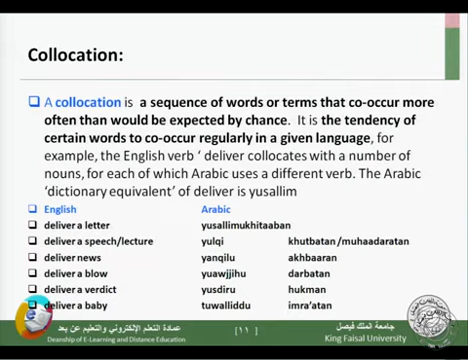 Collocation:
A collocation is a sequence of words or terms that co-occur more
often than would be expected by chance. It is the tendency of
certain words to co-occur regularly in a given language, for
example, the English verb ' deliver collocates with a number of
nouns, for each of which Arabic uses a different verb. The Arabic
'dictionary equivalent of deliver is yusallim
English Arabic
deliver a letter yusallimukhitaaban
deliver a speech/lecture yulqi khutbatan/muhaadaratan
deliver news yanqilu akhbaaran
deliver a blow yuawjjihu darbatan
deliver a verdict yusdiru hukman
deliver a baby tuwalliddu imra'atan
عمادة التعلم الإلكتروني والتعليم عن بعد [ ١١ ] جامعة الملك فيصل
Deanship of E-Learning and Distance Education King Faisal University